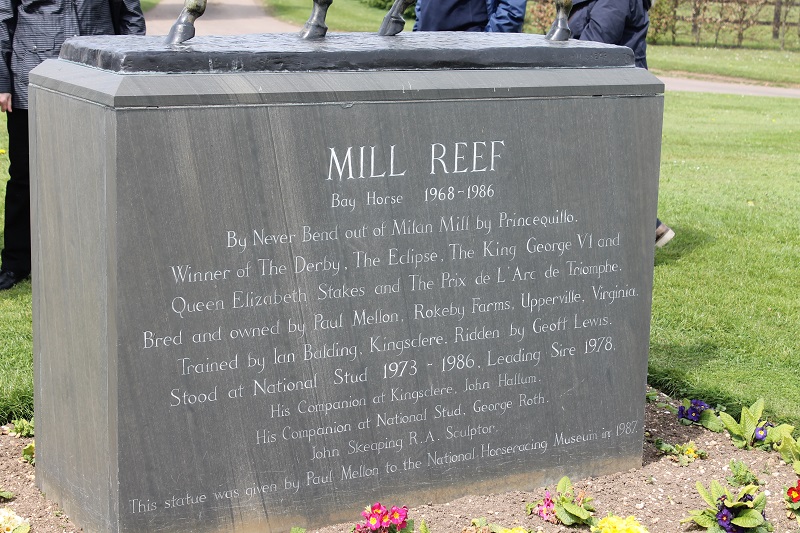 MILL REEF
Bay Horse 1968-1986
By Never Bend out of Milan Mill by Princequillo.
Winner of The Derby, The Eclipse, The King George VI and
Queen Elizabeth Stakes and The Prix de L'Arc de Triomphe.
Bred and owned by Paul Mellon, Rokeby Farms, Upperville, Virginia.
Trained by Ian Balding, Kingsclere, Ridden by Geoff Lewis.
Stood at National Stud 1973 - 1986, Leading Sire 1978.
His Companion at Kingsclere, John Hallum.
His Companion at National Stud, George Roth.
John Skeaping R.A. Sculptor.
This statue was given by Paul Mellon to the National Horseracing Museum in 1987.